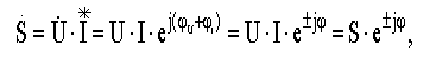 Ṡ = U̇ · I^* = U · I · e^{j(φ_U+φ_I)} = U · I · e^{±jφ} = S · e^{±jφ},